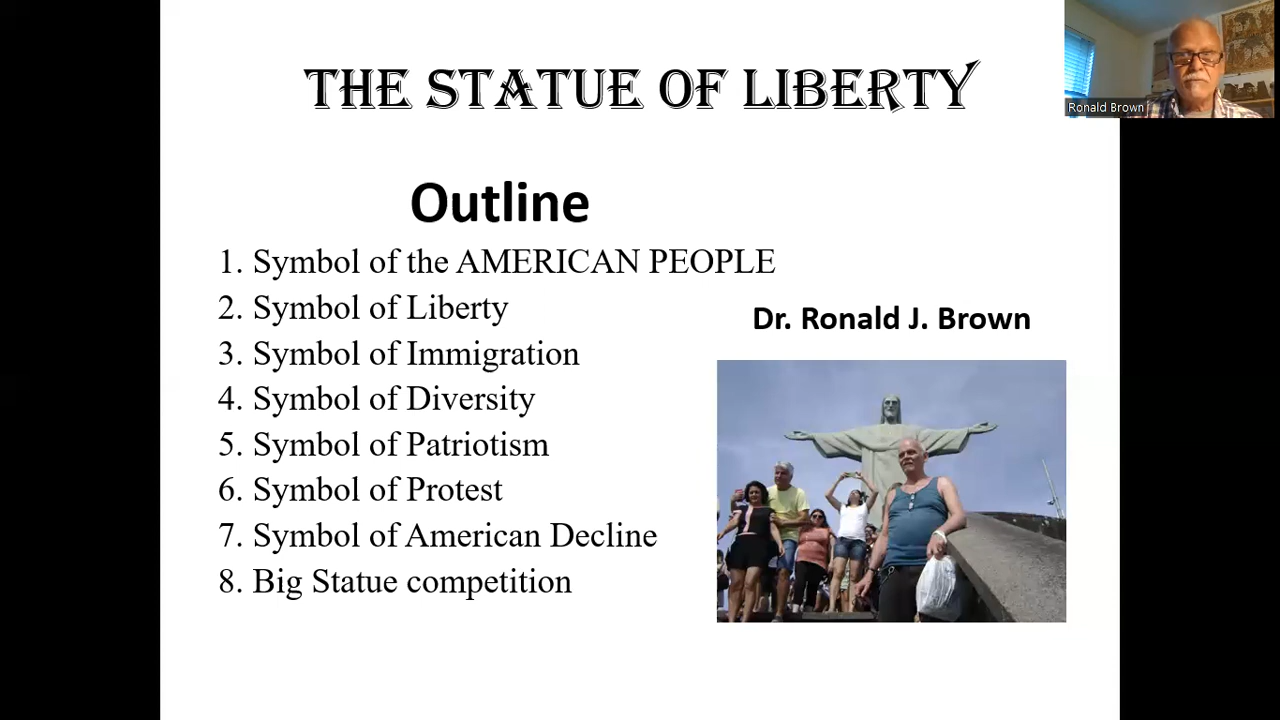 THE STATUE OF LIBERTY
Ronald Brown
Outline
1. Symbol of the AMERICAN PEOPLE
2. Symbol of Liberty
3. Symbol of Immigration
4. Symbol of Diversity
5. Symbol of Patriotism
6. Symbol of Protest
7. Symbol of American Decline
8. Big Statue competition
Dr. Ronald J. Brown